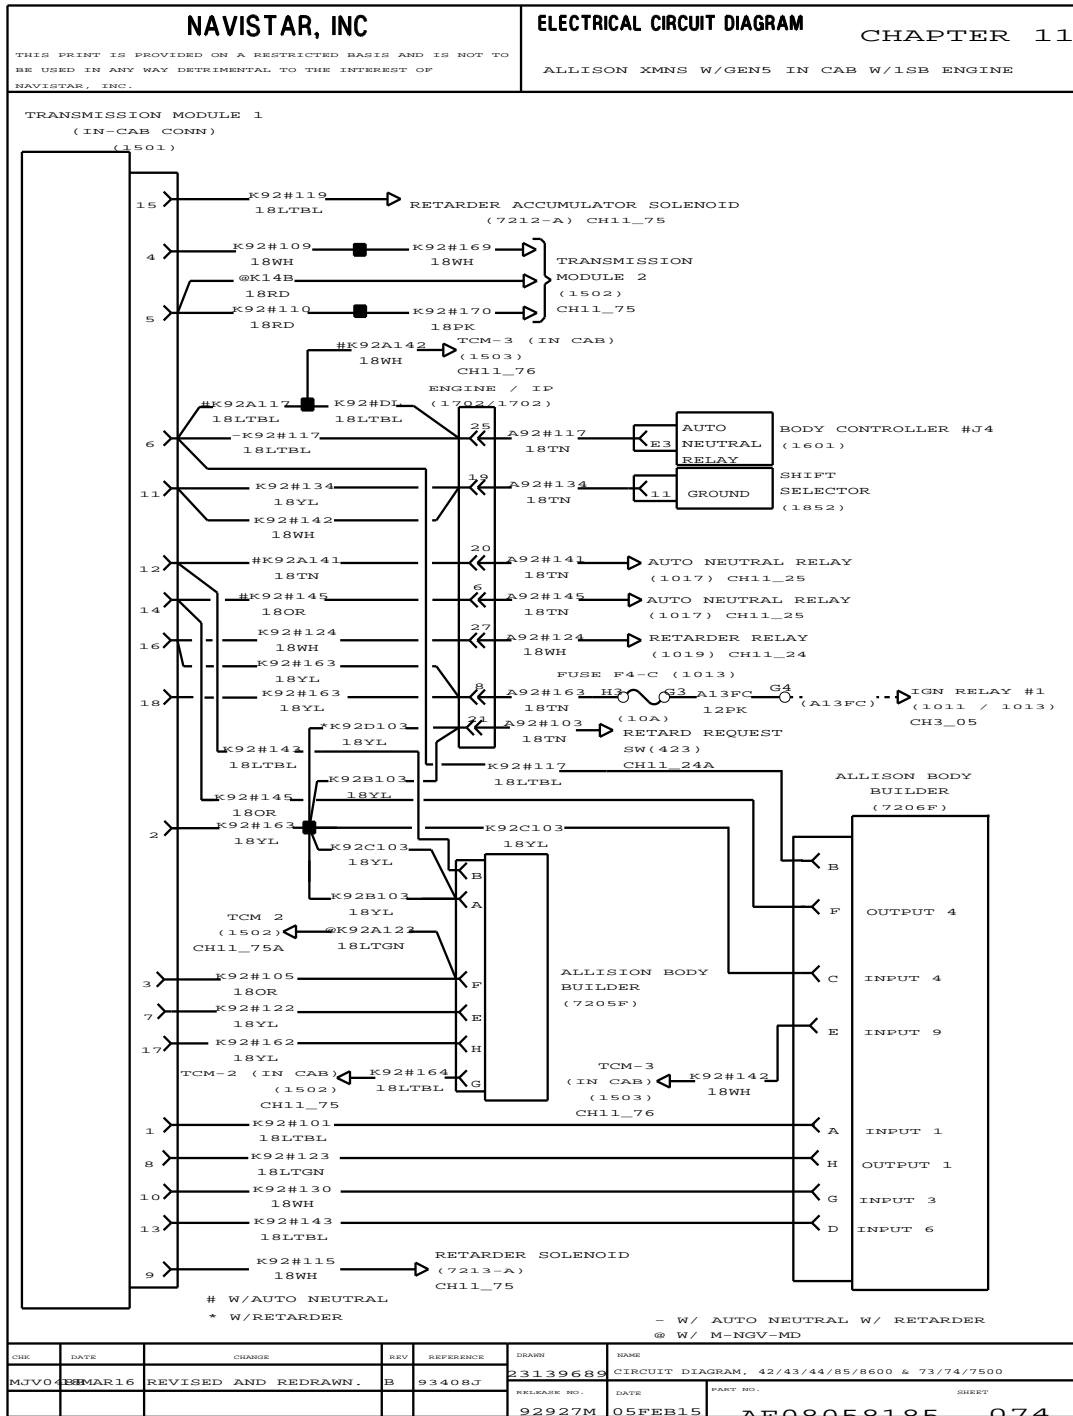 NAVISTAR, INC
ELECTRICAL CIRCUIT DIAGRAM
CHAPTER 11
THIS PRINT IS PROVIDED ON A RESTRICTED BASIS AND IS NOT TO
BE USED IN ANY WAY DETRIMENTAL TO THE INTEREST OF
NAVISTAR, INC.
ALLISON XMNS W/GEN5 IN CAB W/ISB ENGINE
TRANSMISSION MODULE 1
(IN-CAB CONN)
(1501)
15
K92#119
18LTBL
RETARDER ACCUMULATOR SOLENOID
(7212-A) CH11_75
4
K92#109
18WH
K92#169
18WH
@K14B
18RD
TRANSMISSION
MODULE 2
(1502)
CH11_75
5
K92#110
18RD
K92#170
18PK
#K92A142
18WH
TCM-3 (IN CAB)
(1503)
CH11_76
ENGINE / IP
(1702/1702)
#K92A117
18LTBL
K92#DL
18LTBL
6
-K92#117
18LTBL
25
A92#117
18TN
E3
AUTO
NEUTRAL
RELAY
BODY CONTROLLER #J4
(1601)
11
K92#134
18YL
19
A92#134
18TN
11
GROUND
SHIFT
SELECTOR
(1852)
K92#142
18WH
12
#K92A141
18TN
20
A92#141
18TN
AUTO NEUTRAL RELAY
(1017) CH11_25
14
#K92#145
18OR
6
A92#145
18TN
AUTO NEUTRAL RELAY
(1017) CH11_25
16
K92#124
18WH
27
A92#124
18WH
RETARDER RELAY
(1019) CH11_24
K92#163
18YL
FUSE F4-C (1013)
18
K92#163
18YL
8
A92#163
18TN
H3
G3
(10A)
A13FC
12PK
G4
(A13FC)
IGN RELAY #1
(1011 / 1013)
CH3_05
*K92D103
18YL
21
A92#103
18TN
RETARD REQUEST
SW(423)
CH11_24A
K92#143
18LTBL
K92#117
18LTBL
K92B103
18YL
ALLISON BODY
BUILDER
(7206F)
K92#145
18OR
2
K92#163
18YL
K92C103
18YL
K92C103
18YL
B
B
K92B103
18YL
A
F
OUTPUT 4
TCM 2
(1502)
CH11_75A
@K92A123
18LTGN
3
K92#105
18OR
F
ALLISION BODY
BUILDER
(7205F)
C
INPUT 4
7
K92#122
18YL
E
E
INPUT 9
17
K92#162
18YL
H
TCM-2 (IN CAB)
(1502)
CH11_75
K92#164
18LTBL
G
TCM-3
(IN CAB)
(1503)
CH11_76
K92#142
18WH
1
K92#101
18LTBL
A
INPUT 1
8
K92#123
18LTGN
H
OUTPUT 1
10
K92#130
18WH
G
INPUT 3
13
K92#143
18LTBL
D
INPUT 6
9
K92#115
18WH
RETARDER SOLENOID
(7213-A)
CH11_75
# W/AUTO NEUTRAL
* W/RETARDER
- W/ AUTO NEUTRAL W/ RETARDER
@ W/ M-NGV-MD
CHK
DATE
CHANGE
REV
REFERENCE
DRAWN
NAME
REVISED AND REDRAWN.
B
93408J
23139689
CIRCUIT DIAGRAM, 42/43/44/85/8600 & 73/74/7500
RELEASE NO.
DATE
PART NO.
SHEET
92927M
05FEB15
AF08058185
074